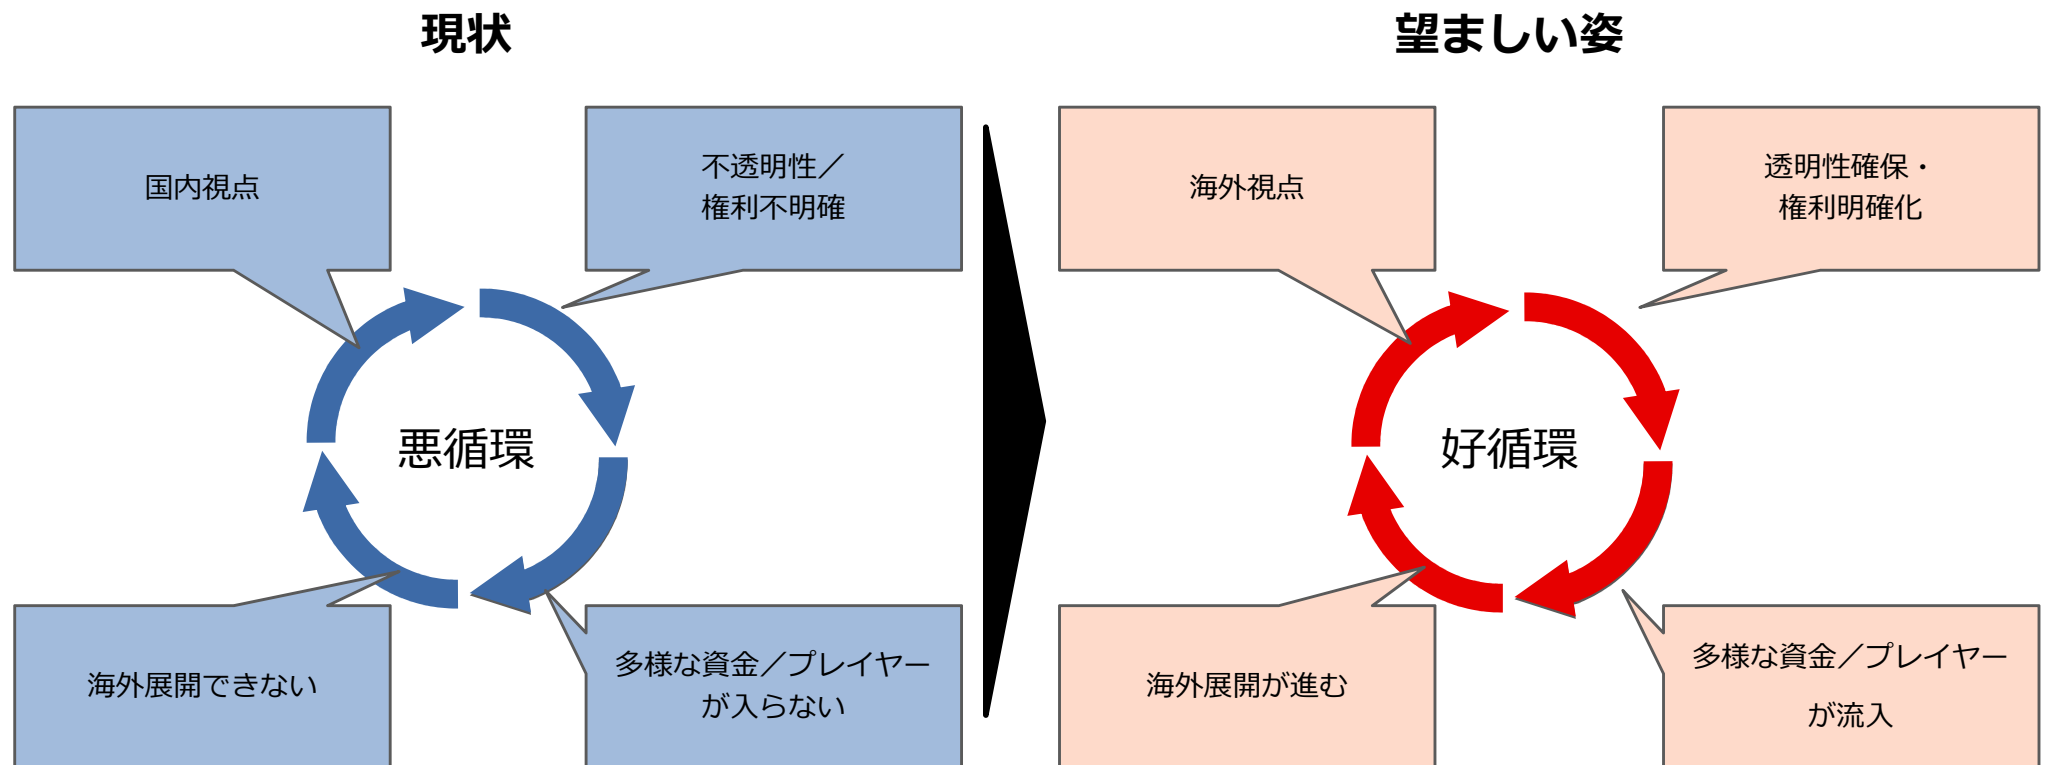 現状
国内視点
不透明性／
権利不明確
悪循環
海外展開できない
多様な資金／プレイヤー
が入らない
望ましい姿
海外視点
透明性確保・
権利明確化
好循環
海外展開が進む
多様な資金／プレイヤー
が流入